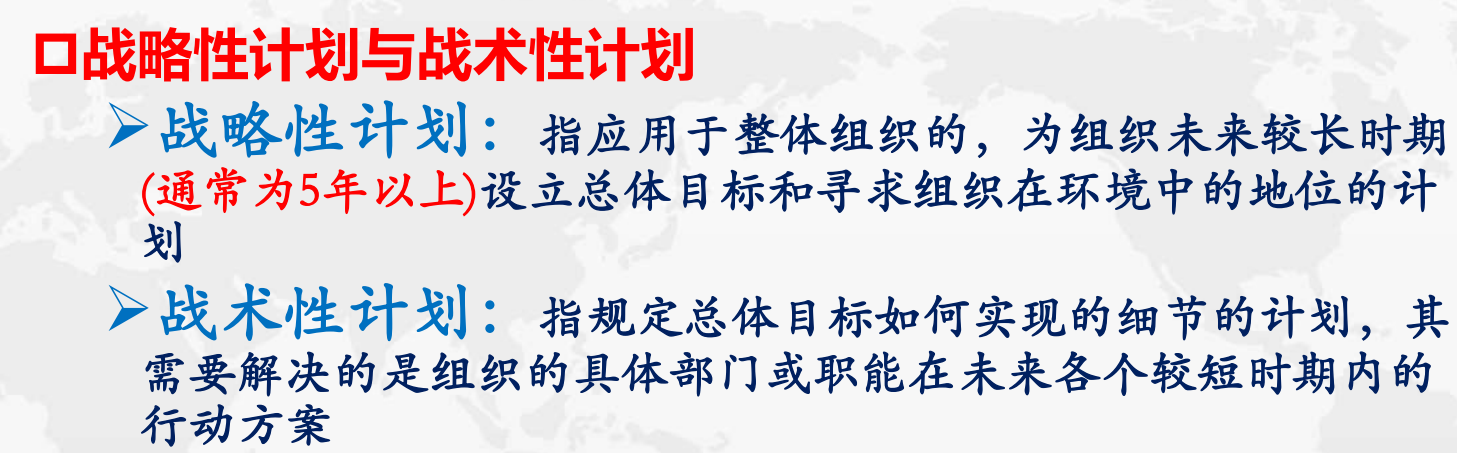 口战略性计划与战术性计划
➢战略性计划：指应用于整体组织的，为组织未来较长时期
(通常为5年以上)设立总体目标和寻求组织在环境中的地位的计
划
➢战术性计划：指规定总体目标如何实现的细节的计划，其
需要解决的是组织的具体部门或职能在未来各个较短时期内的
行动方案